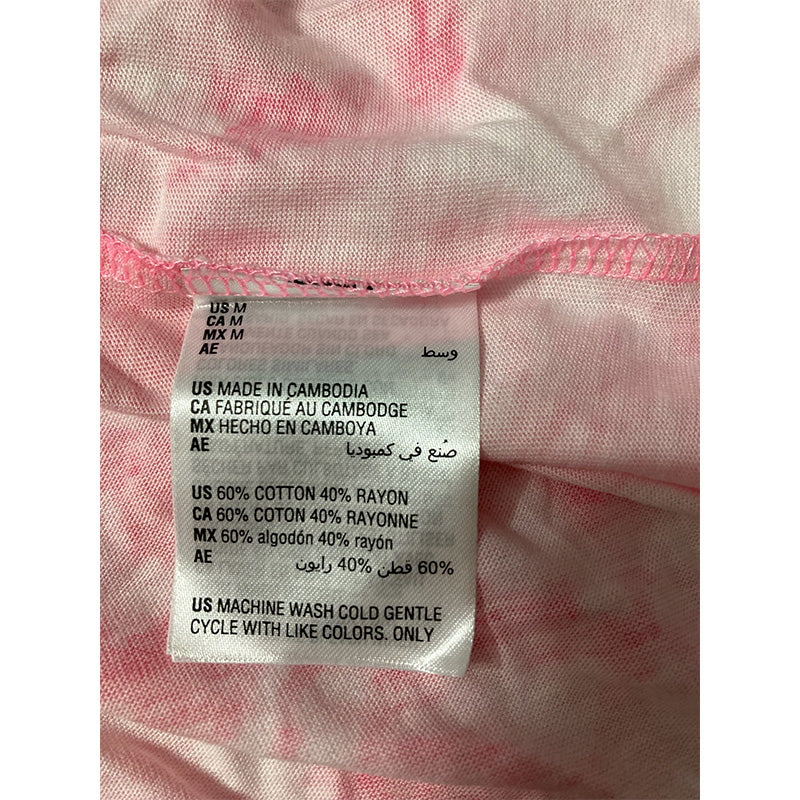 US M
CA M
MX M
AE وسط
US MADE IN CAMBODIA
CA FABRIQUÉ AU CAMBODGE
MX HECHO EN CAMBOYA
AE صُنع في كمبوديا
US 60% COTTON 40% RAYON
CA 60% COTON 40% RAYONNE
MX 60% algodón 40% rayón
AE 60% قطن 40% رايون
US MACHINE WASH COLD GENTLE
CYCLE WITH LIKE COLORS. ONLY